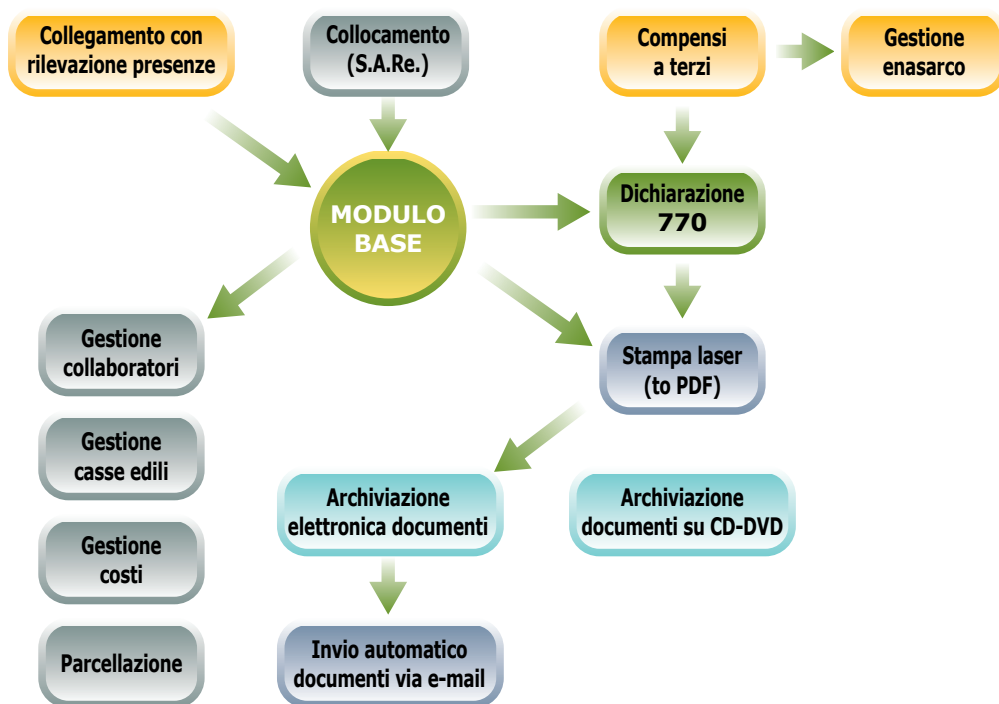 Collegamento con
rilevazione presenze
Collocamento
(S.A.Re.)
Compensi
a terzi
Gestione
enasarco
MODULO
BASE
Dichiarazione
770
Gestione
collaboratori
Stampa laser
(to PDF)
Gestione
casse edili
Archiviazione
elettronica documenti
Archiviazione
documenti su CD-DVD
Gestione
costi
Parcellazione
Invio automatico
documenti via e-mail